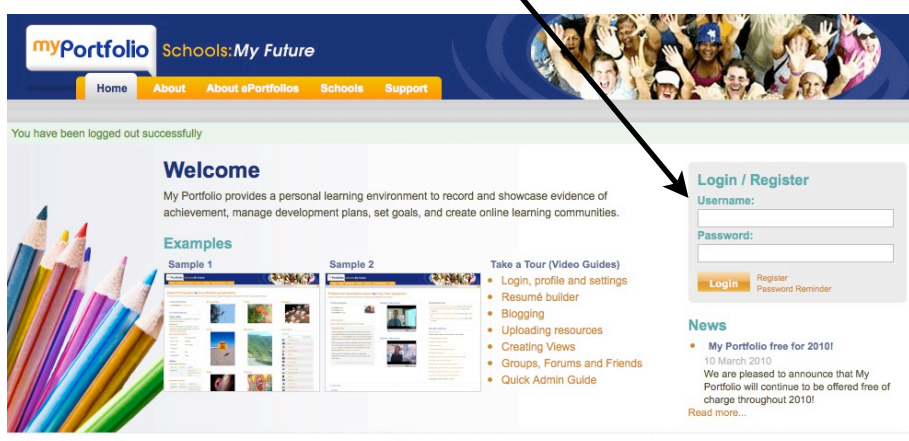 myPortfolio Schools:My Future
Home About About ePortfolios Schools Support
You have been logged out successfully
Welcome
My Portfolio provides a personal learning environment to record and showcase evidence of
achievement, manage development plans, set goals, and create online learning communities.
Examples
Sample 1
Sample 2
Take a Tour (Video Guides)
Login, profile and settings
Resumé builder
Blogging
Uploading resources
Creating Views
Groups, Forums and Friends
Quick Admin Guide
Login / Register
Username:
Password:
Login
Register
Password Reminder
News
My Portfolio free for 2010!
10 March 2010
We are pleased to announce that My
Portfolio will continue to be offered free of
charge throughout 2010!
Read more...